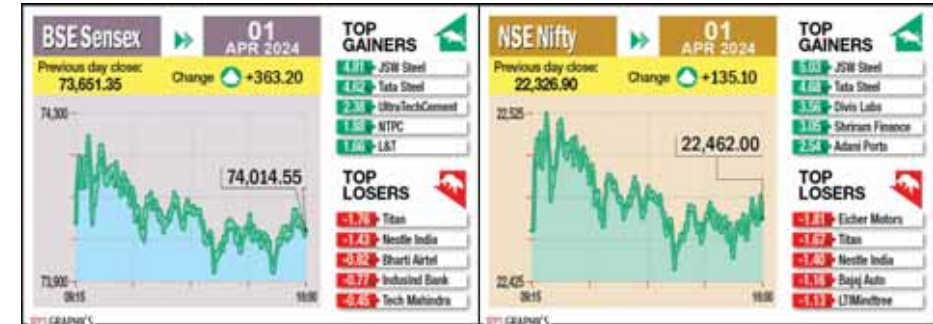 BSE Sensex
01
APR 2024
Previous day close:
73,651.35
Change +363.20
74,300
74,014.55
73,900
09:15
16:00
TOP
GAINERS
4.81 JSW Steel
4.62 Tata Steel
2.38 UltraTechCement
NTPC
1.66 L&T
TOP
LOSERS
-1.76 Titan
-1.43 Nestle India
-0.82 Bharti Airtel
-0.77 Indusind Bank
-0.45 Tech Mahindra
GRAPHICS
NSE Nifty
01
APR 2024
Previous day close:
22,326.90
Change +135.10
22,525
22,462.00
22,425
09:15
16:00
TOP
GAINERS
5.03 JSW Steel
4.68 Tata Steel
Divis Labs
3.05 Shriram Finance
2.54 Adani Ports
TOP
LOSERS
-1.81 Eicher Motors
-1.67 Titan
-1.40 Nestle India
-1.16 Bajaj Auto
-1.13 LTIMindtree
GRAPHICS